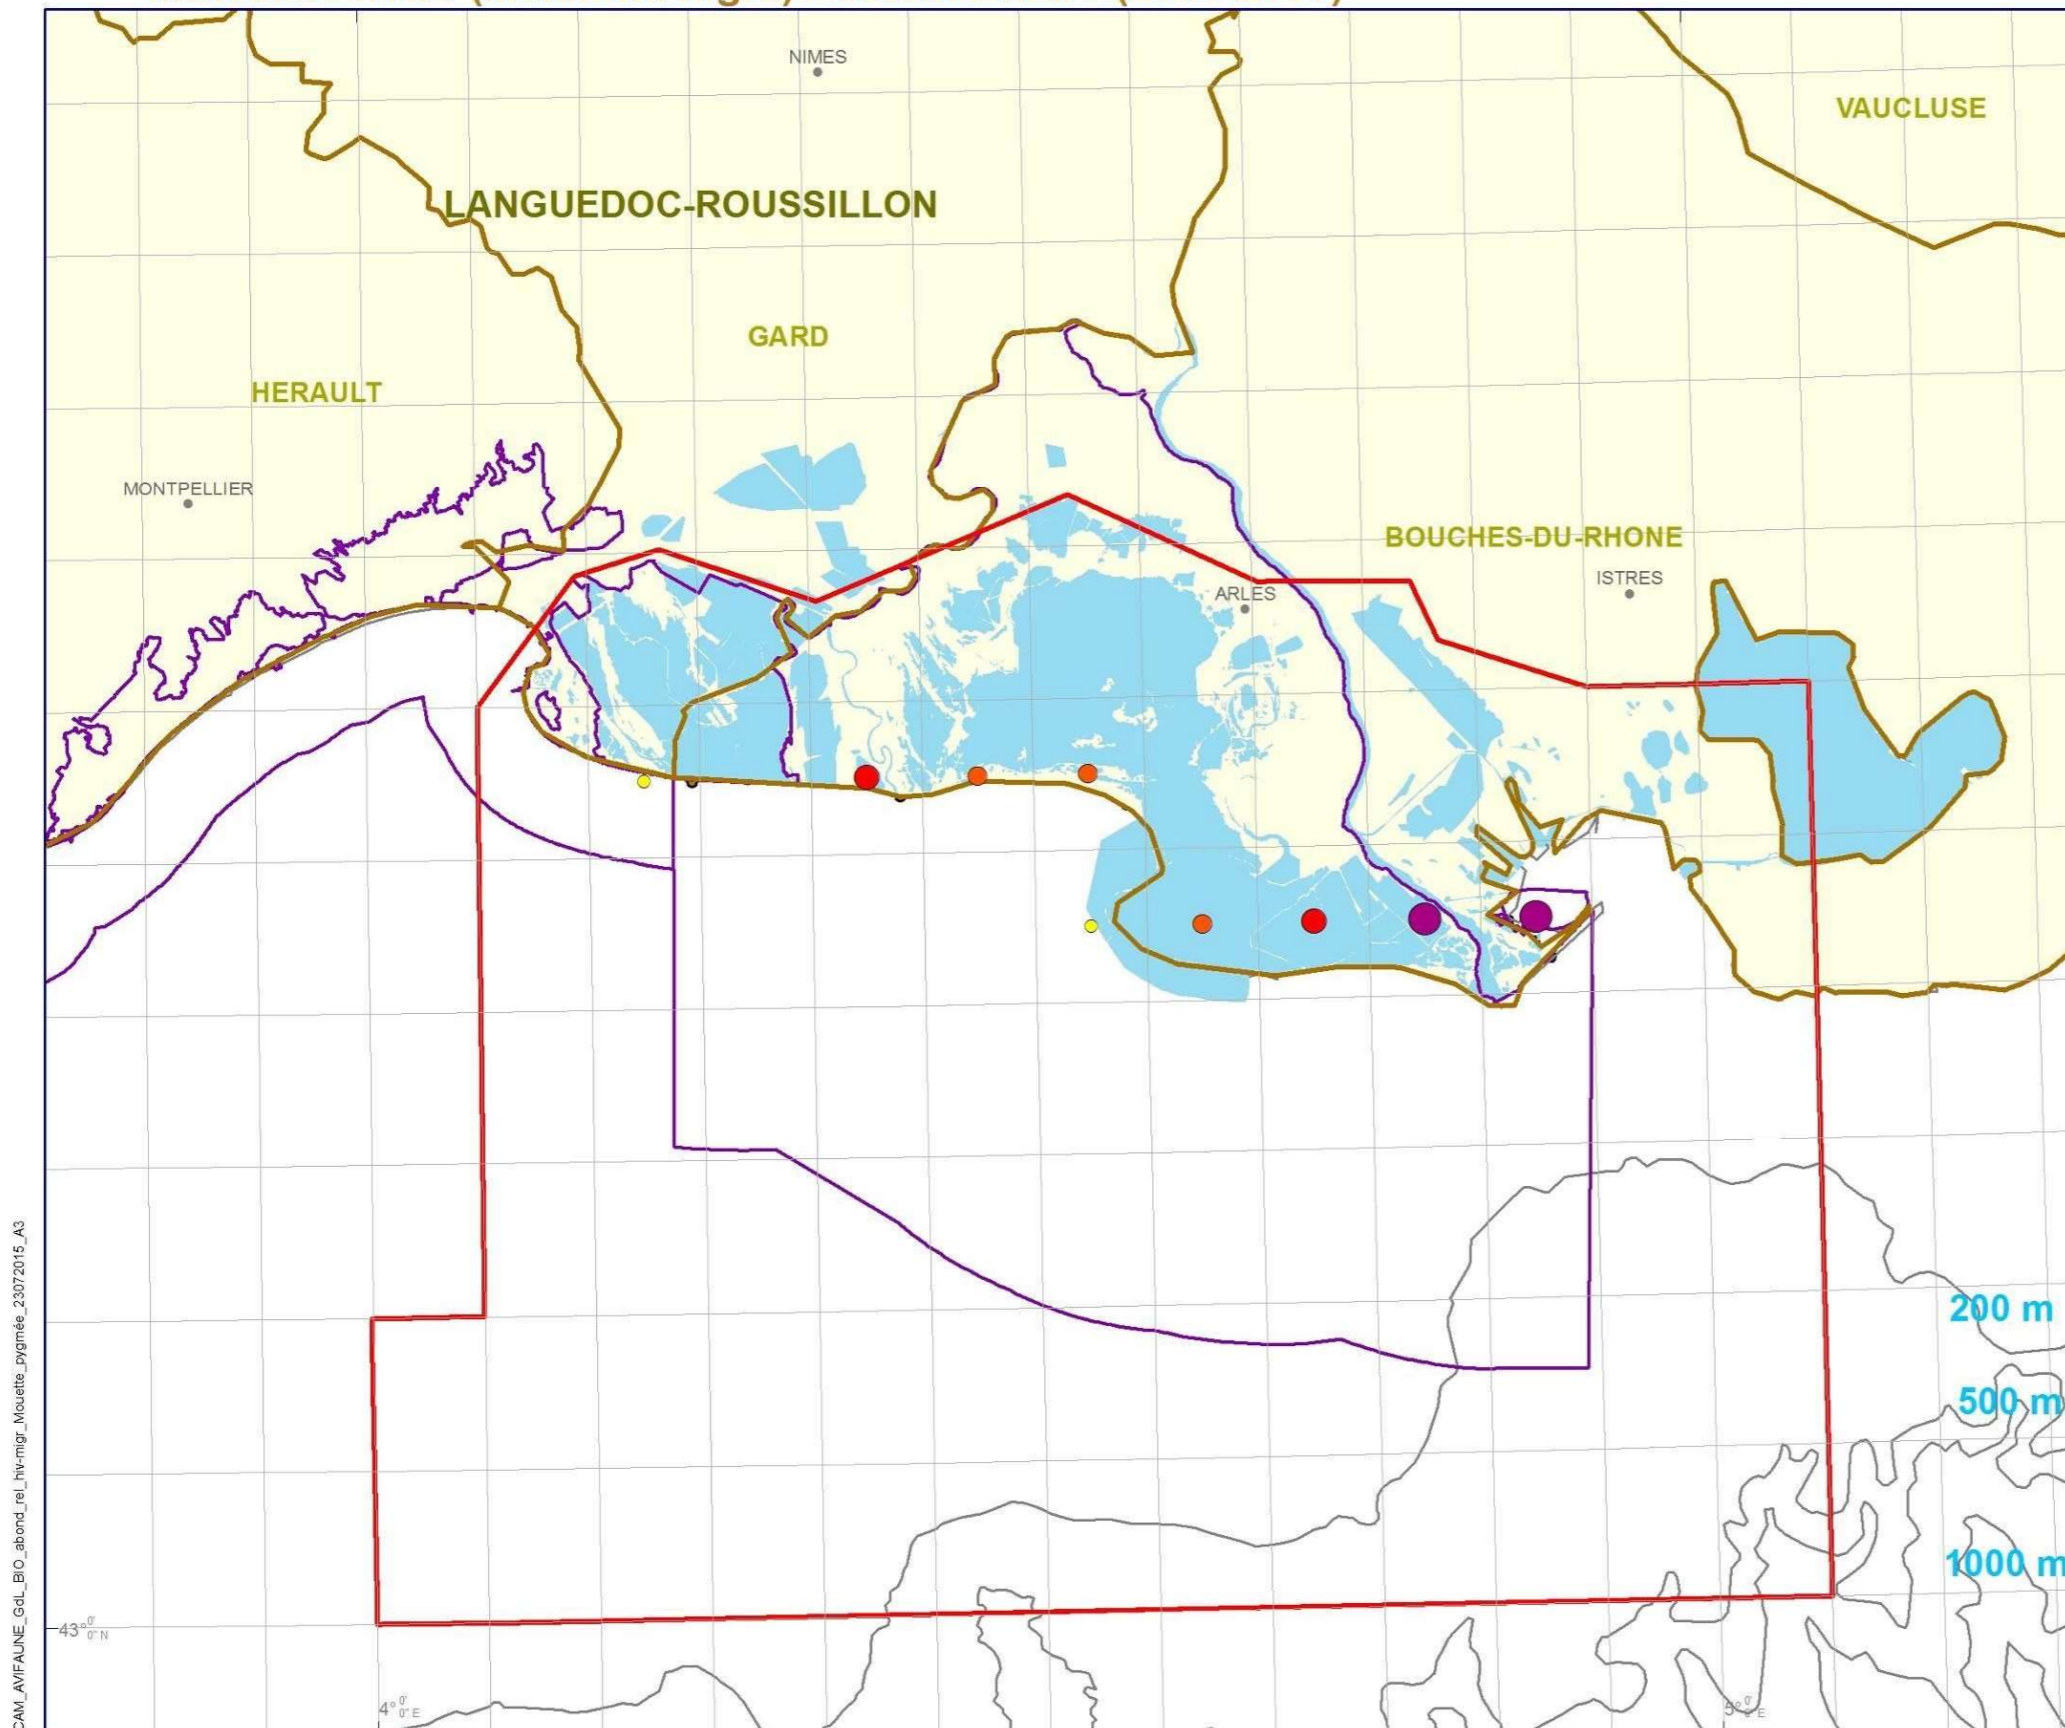 NIMES
VAUCLUSE
LANGUEDOC-ROUSSILLON
GARD
HERAULT
MONTPELLIER
BOUCHES-DU-RHONE
ISTRES
ARLES
200 m
500 m
1000 m
43°0'
0" N
4°0'
0" E
5°0'
0" E
CAM_AVIFAUNE_GdL_BIO_abond_rel_hiv-migr_Mouette_pygmée_23072015_A3